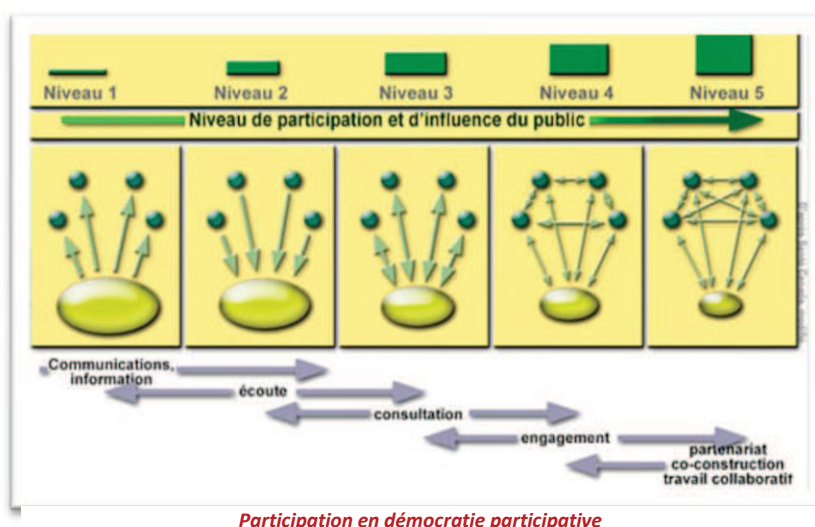 Niveau 1 Niveau 2 Niveau 3 Niveau 4 Niveau 5
Niveau de participation et d'influence du public
Communications,
information
écoute
consultation
engagement
partenariat
co-construction
travail collaboratif
Participation en démocratie participative